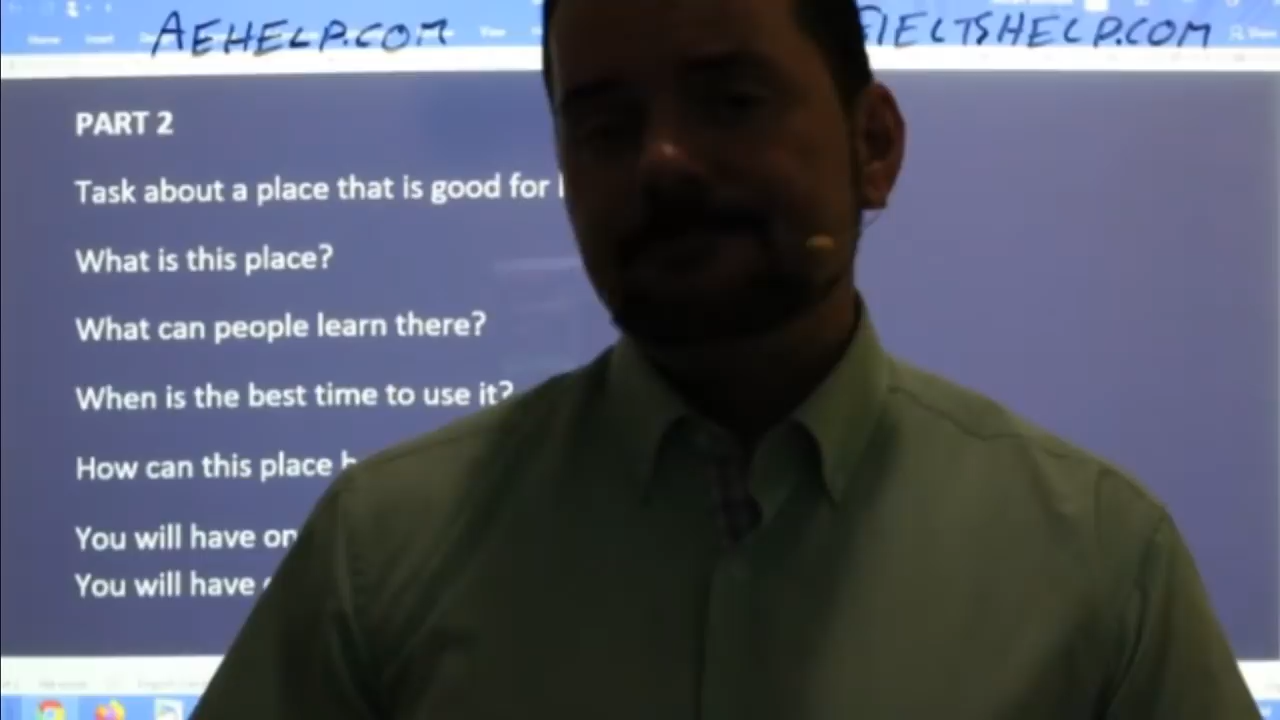 AEHELP.COM
IELTSHELP.COM
PART 2
Task about a place that is good for
What is this place?
What can people learn there?
When is the best time to use it?
How can this place
You will have on
You will have